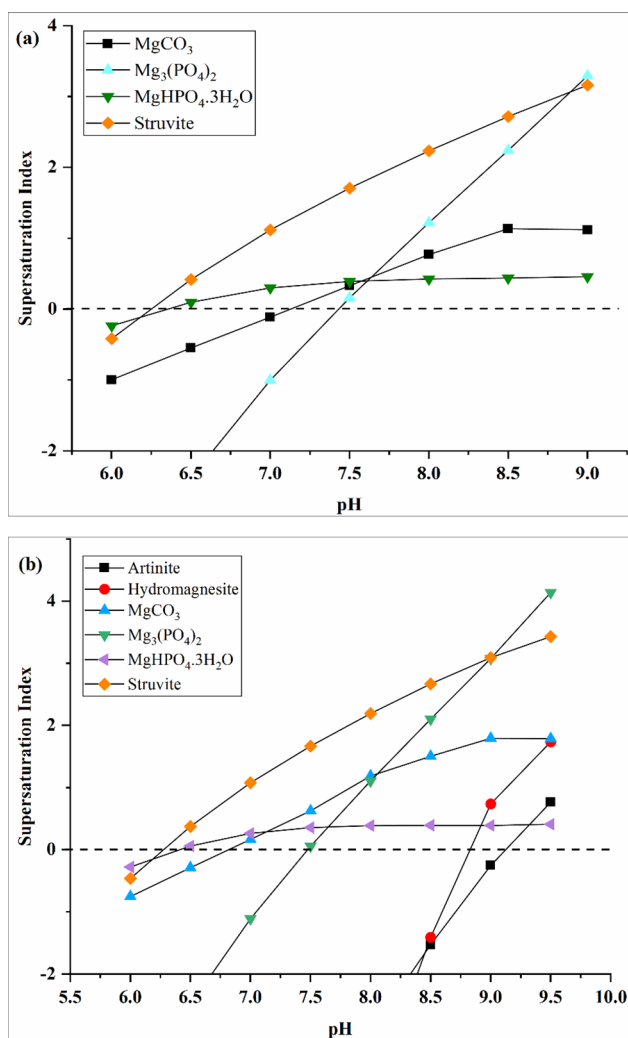 (a)
MgCO₃
Mg₃(PO₄)₂
MgHPO₄.3H₂O
Struvite
Supersaturation Index
4
2
0
-2
6.0 6.5 7.0 7.5 8.0 8.5 9.0
pH
(b)
Artinite
Hydromagnesite
MgCO₃
Mg₃(PO₄)₂
MgHPO₄.3H₂O
Struvite
Supersaturation Index
4
2
0
-2
5.5 6.0 6.5 7.0 7.5 8.0 8.5 9.0 9.5 10.0
pH